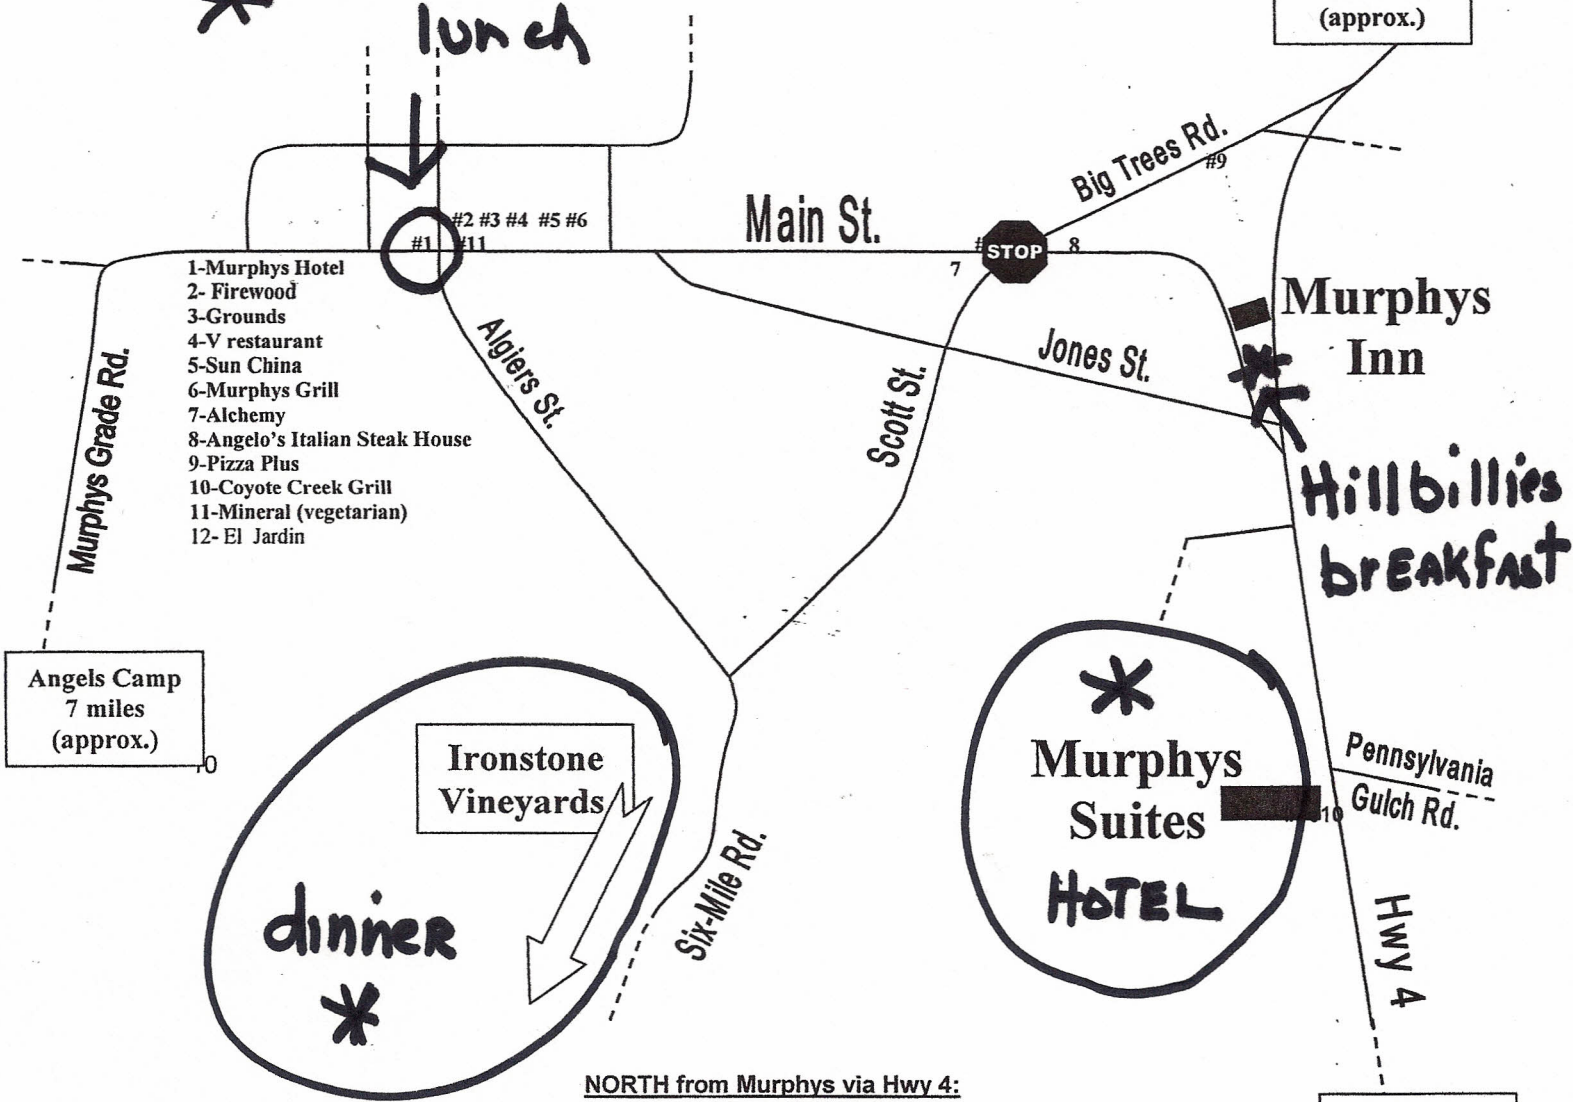 *
lunch
(approx.)
Big Trees Rd.
#9
#2 #3 #4 #5 #6
#1 #11
Main St.
#
STOP
8
7
1-Murphys Hotel
2- Firewood
3-Grounds
4-V restaurant
5-Sun China
6-Murphys Grill
7-Alchemy
8-Angelo's Italian Steak House
9-Pizza Plus
10-Coyote Creek Grill
11-Mineral (vegetarian)
12- El Jardin
Murphys Grade Rd.
Algiers St.
Scott St.
Jones St.
Murphys
Inn
*
Hillbillies
brEAKfAst
Angels Camp
7 miles
(approx.)
Ironstone
Vineyards
dinnER
*
Six-Mile Rd.
*
Murphys
Suites
HOTEL
10
Pennsylvania
Gulch Rd.
Hwy 4
NORTH from Murphys via Hwy 4: